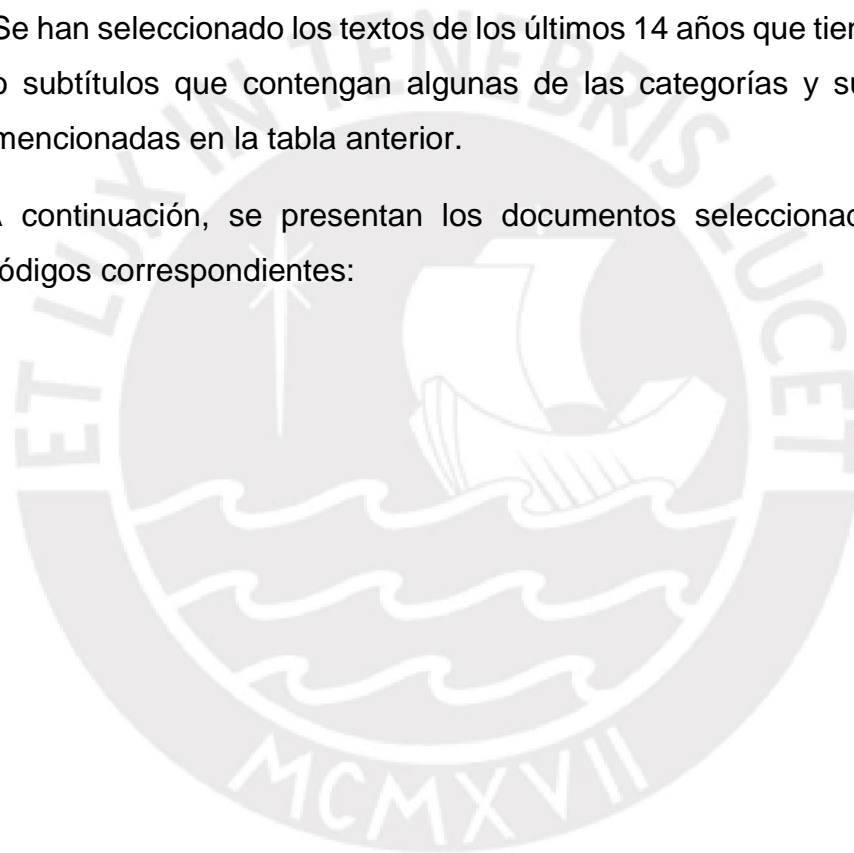 Se han seleccionado los textos de los últimos 14 años que tien
o subtítulos que contengan algunas de las categorías y su
mencionadas en la tabla anterior.
A continuación, se presentan los documentos seleccionad
códigos correspondientes:
ET LUX IN TENEBRIS LUCET
MCMXVII